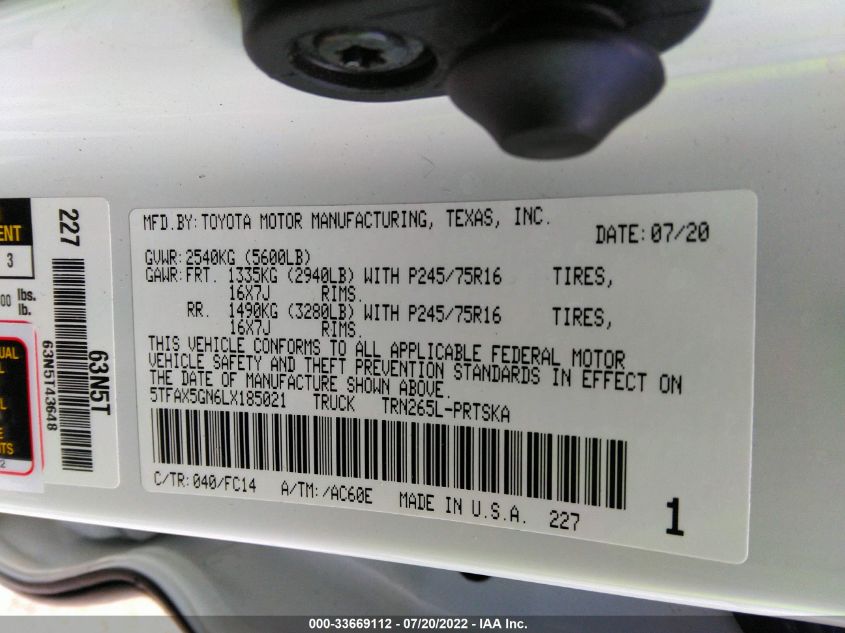 MFD.BY:TOYOTA MOTOR MANUFACTURING, TEXAS, INC.
DATE:07/20
GVWR:2540KG (5600LB)
GAWR:FRT. 1335KG (2940LB) WITH P245/75R16 TIRES,
16X7J RIMS.
RR. 1490KG (3280LB) WITH P245/75R16 TIRES,
16X7J RIMS.
THIS VEHICLE CONFORMS TO ALL APPLICABLE FEDERAL MOTOR
VEHICLE SAFETY AND THEFT PREVENTION STANDARDS IN EFFECT ON
THE DATE OF MANUFACTURE SHOWN ABOVE.
5TFAX5GN6LX185021 TRUCK TRN265L-PRTSKA
C/TR:040/FC14 A/TM:/AC60E MADE IN U.S.A. 227
1
227
63N5T
63N5T43648
3
lbs.
lb.
000-33669112 - 07/20/2022 - IAA Inc.